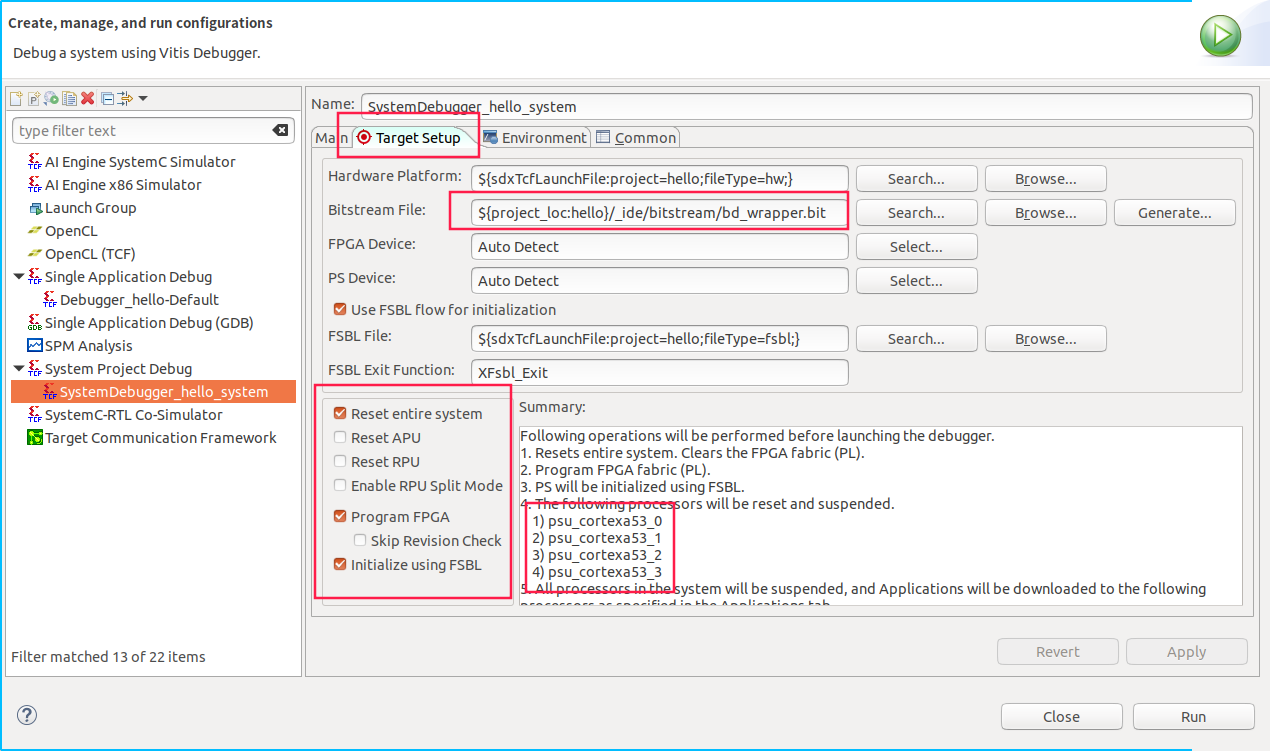 Create, manage, and run configurations
Debug a system using Vitis Debugger.
type filter text
AI Engine SystemC Simulator
AI Engine x86 Simulator
Launch Group
OpenCL
OpenCL (TCF)
Single Application Debug
Debugger_hello-Default
Single Application Debug (GDB)
SPM Analysis
System Project Debug
SystemDebugger_hello_system
SystemC-RTL Co-Simulator
Target Communication Framework
Filter matched 13 of 22 items
Name: SystemDebugger_hello_system
Main Target Setup Environment Common
Hardware Platform: ${sdxTcfLaunchFile:project=hello;fileType=hw;} Search... Browse...
Bitstream File: ${project_loc:hello}/_ide/bitstream/bd_wrapper.bit Search... Browse... Generate...
FPGA Device: Auto Detect Select...
PS Device: Auto Detect Select...
Use FSBL flow for initialization
FSBL File: ${sdxTcfLaunchFile:project=hello;fileType=fsbl;} Search... Browse...
FSBL Exit Function: XFsbl_Exit
Reset entire system
Reset APU
Reset RPU
Enable RPU Split Mode
Program FPGA
Skip Revision Check
Initialize using FSBL
Summary:
Following operations will be performed before launching the debugger.
1. Resets entire system. Clears the FPGA fabric (PL).
2. Program FPGA fabric (PL).
3. PS will be initialized using FSBL.
4. The following processors will be reset and suspended.
1) psu_cortexa53_0
2) psu_cortexa53_1
3) psu_cortexa53_2
4) psu_cortexa53_3
5. All processors in the system will be suspended, and Applications will be downloaded to the following
processors as specified in the Applications tab.
Revert Apply
Close Run